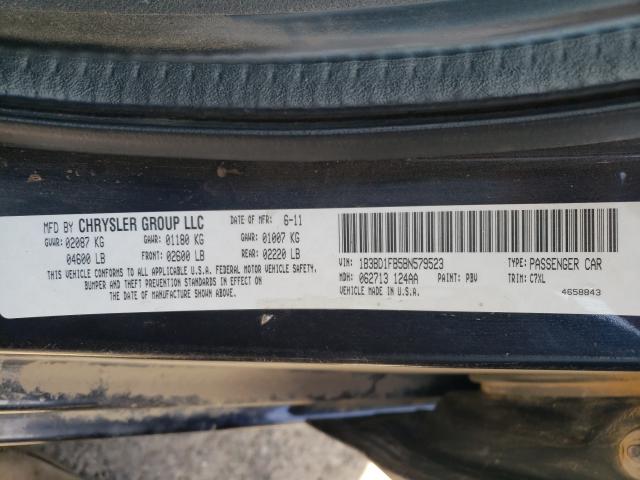 MFD BY CHRYSLER GROUP LLC DATE OF MFR: 6-11
GVWR: 02087 KG GAWR: 01180 KG GAWR: 01007 KG
04600 LB FRONT: 02600 LB REAR: 02220 LB
THIS VEHICLE CONFORMS TO ALL APPLICABLE U.S.A. FEDERAL MOTOR VEHICLE SAFETY,
BUMPER, AND THEFT PREVENTION STANDARDS IN EFFECT ON
THE DATE OF MANUFACTURE SHOWN ABOVE.
VIN: 1B3BD1FB5BN579523 TYPE: PASSENGER CAR
MDH: 062713 124AA PAINT: PBV TRIM: C7XL
VEHICLE MADE IN U.S.A. 4658843